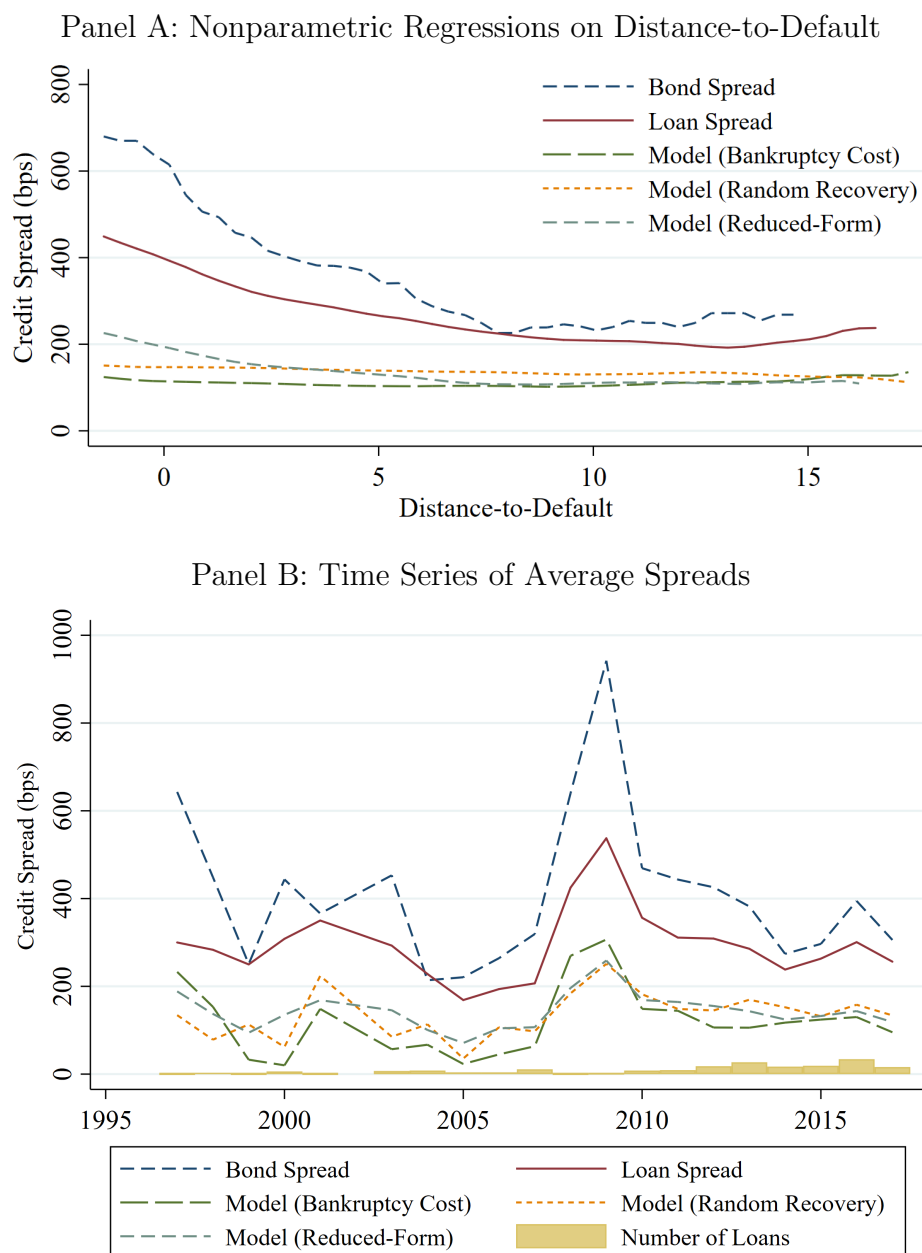 Panel A: Nonparametric Regressions on Distance-to-Default
800
600
400
200
0
Credit Spread (bps)
Bond Spread
Loan Spread
Model (Bankruptcy Cost)
Model (Random Recovery)
Model (Reduced-Form)
0 5 10 15
Distance-to-Default
Panel B: Time Series of Average Spreads
1000
800
600
400
200
0
Credit Spread (bps)
1995 2000 2005 2010 2015
Bond Spread Loan Spread
Model (Bankruptcy Cost) Model (Random Recovery)
Model (Reduced-Form) Number of Loans